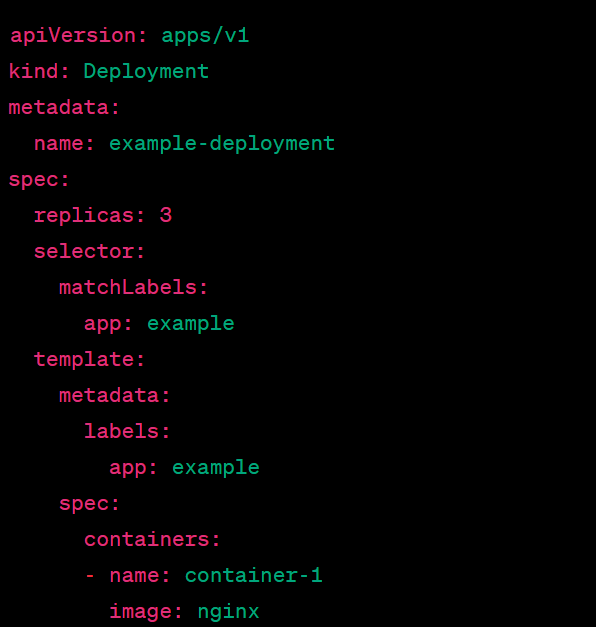 apiVersion: apps/v1
kind: Deployment
metadata:
  name: example-deployment
spec:
  replicas: 3
  selector:
    matchLabels:
      app: example
  template:
    metadata:
      labels:
        app: example
    spec:
      containers:
      - name: container-1
        image: nginx